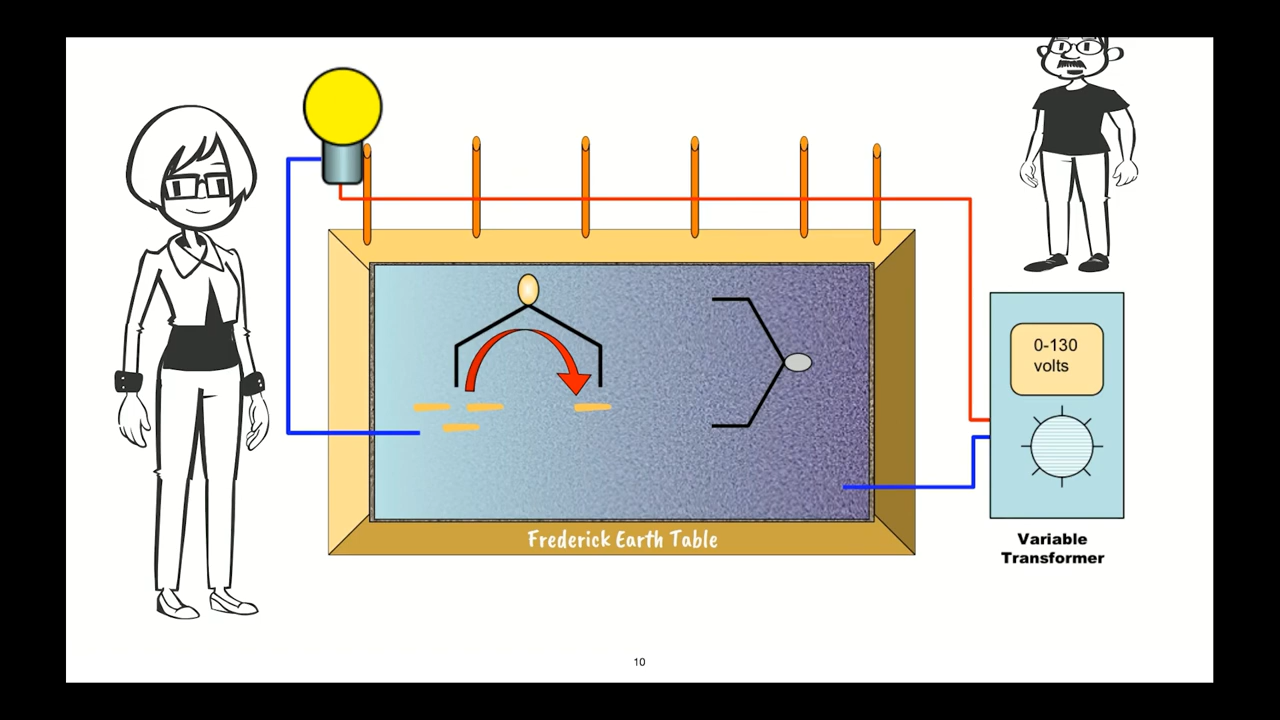 0-130
volts
Frederick Earth Table
Variable
Transformer
10